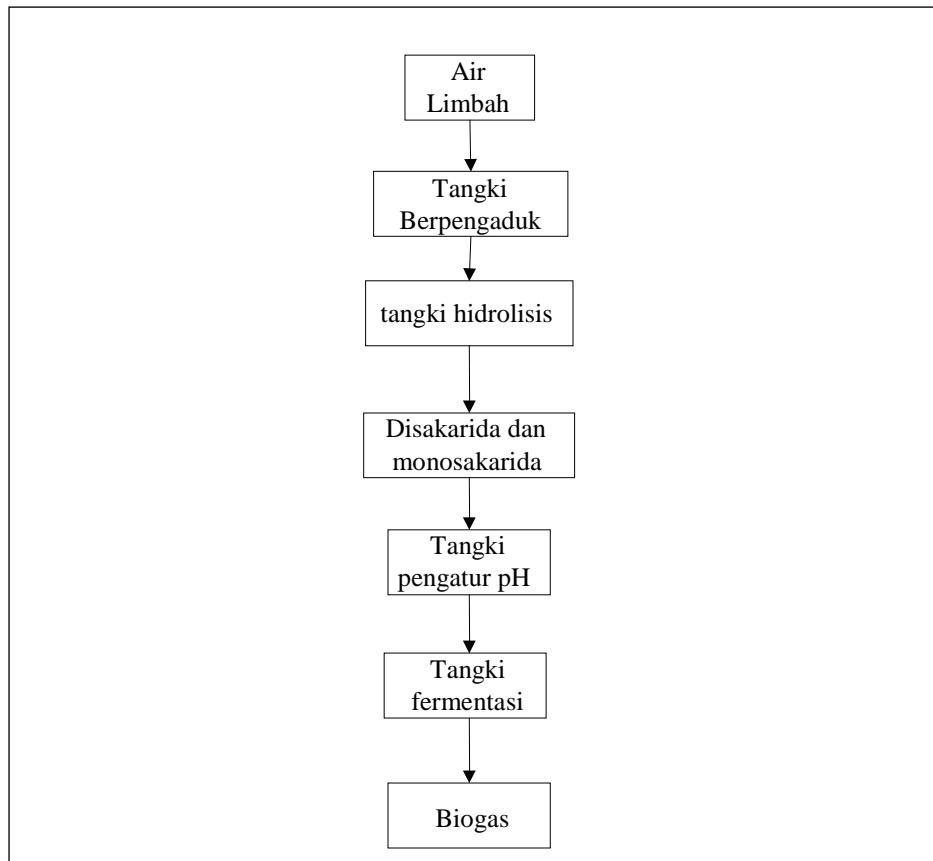 Air
Limbah
Tangki
Berpengaduk
tangki hidrolisis
Disakarida dan
monosakarida
Tangki
pengatur pH
Tangki
fermentasi
Biogas